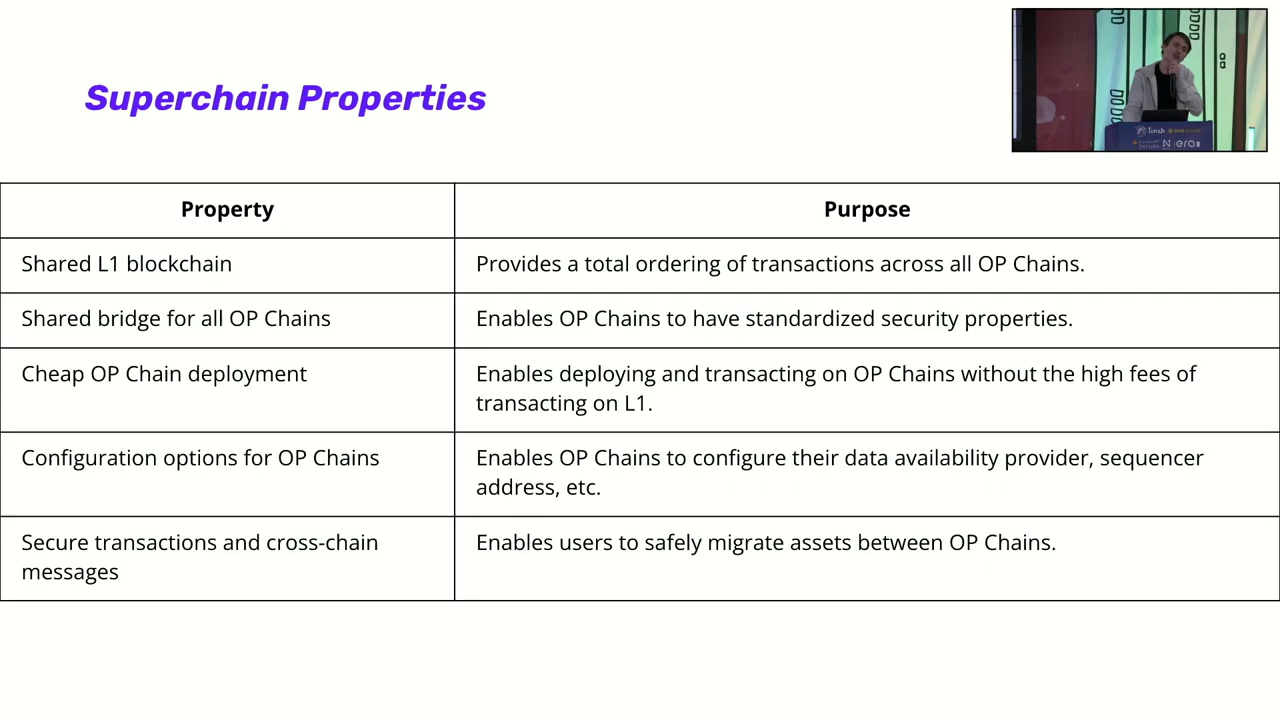 Superchain Properties
Property
Purpose
Shared L1 blockchain
Provides a total ordering of transactions across all OP Chains.
Shared bridge for all OP Chains
Enables OP Chains to have standardized security properties.
Cheap OP Chain deployment
Enables deploying and transacting on OP Chains without the high fees of
transacting on L1.
Configuration options for OP Chains
Enables OP Chains to configure their data availability provider, sequencer
address, etc.
Secure transactions and cross-chain
messages
Enables users to safely migrate assets between OP Chains.
1inch
era